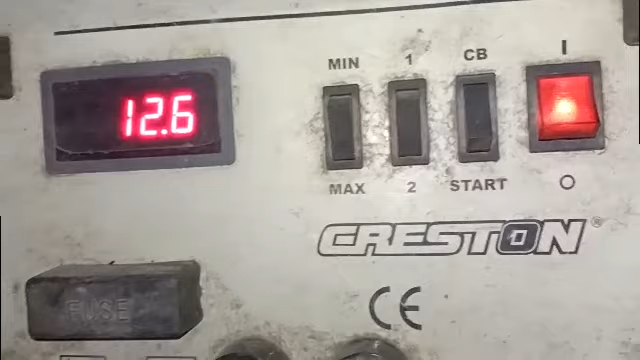 12.6
MIN 1 CB I
MAX 2 START O
CRESTON®
FUSE
CE